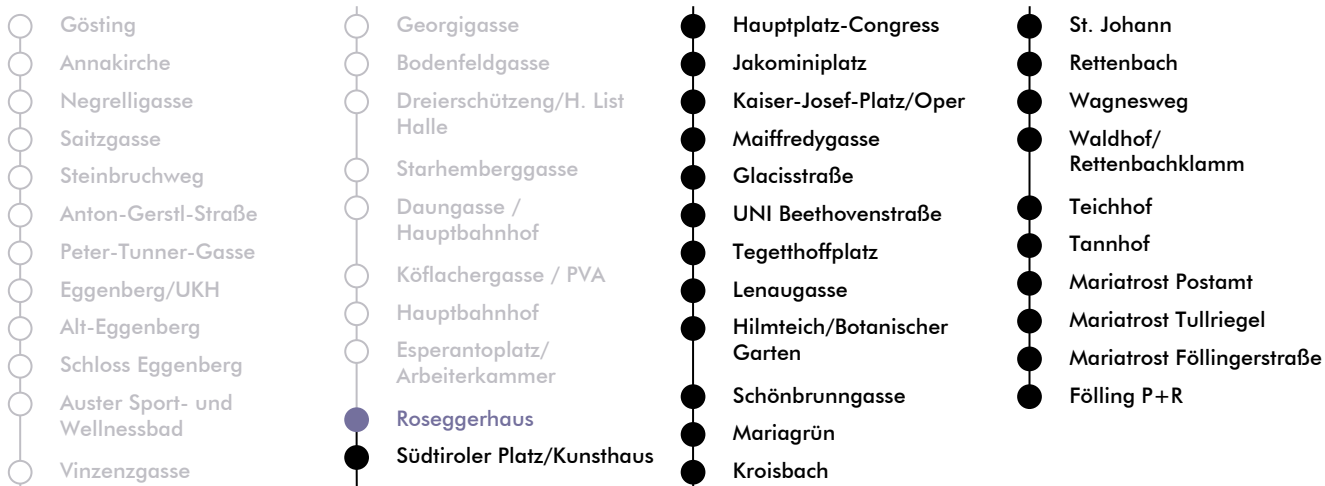 Gösting
Annakirche
Negrelligasse
Saitzgasse
Steinbruchweg
Anton-Gerstl-Straße
Peter-Tunner-Gasse
Eggenberg/UKH
Alt-Eggenberg
Schloss Eggenberg
Auster Sport- und
Wellnessbad
Vinzenzgasse
Georgigasse
Bodenfeldgasse
Dreierschützeng/H. List
Halle
Starhemberggasse
Daungasse /
Hauptbahnhof
Köflachergasse / PVA
Hauptbahnhof
Esperantoplatz/
Arbeiterkammer
Roseggerhaus
Südtiroler Platz/Kunsthaus
Hauptplatz-Congress
Jakominiplatz
Kaiser-Josef-Platz/Oper
Maiffredygasse
Glacisstraße
UNI Beethovenstraße
Tegetthoffplatz
Lenaugasse
Hilmteich/Botanischer
Garten
Schönbrunngasse
Mariagrün
Kroisbach
St. Johann
Rettenbach
Wagnesweg
Waldhof/
Rettenbachklamm
Teichhof
Tannhof
Mariatrost Postamt
Mariatrost Tullriegel
Mariatrost Föllingerstraße
Fölling P+R